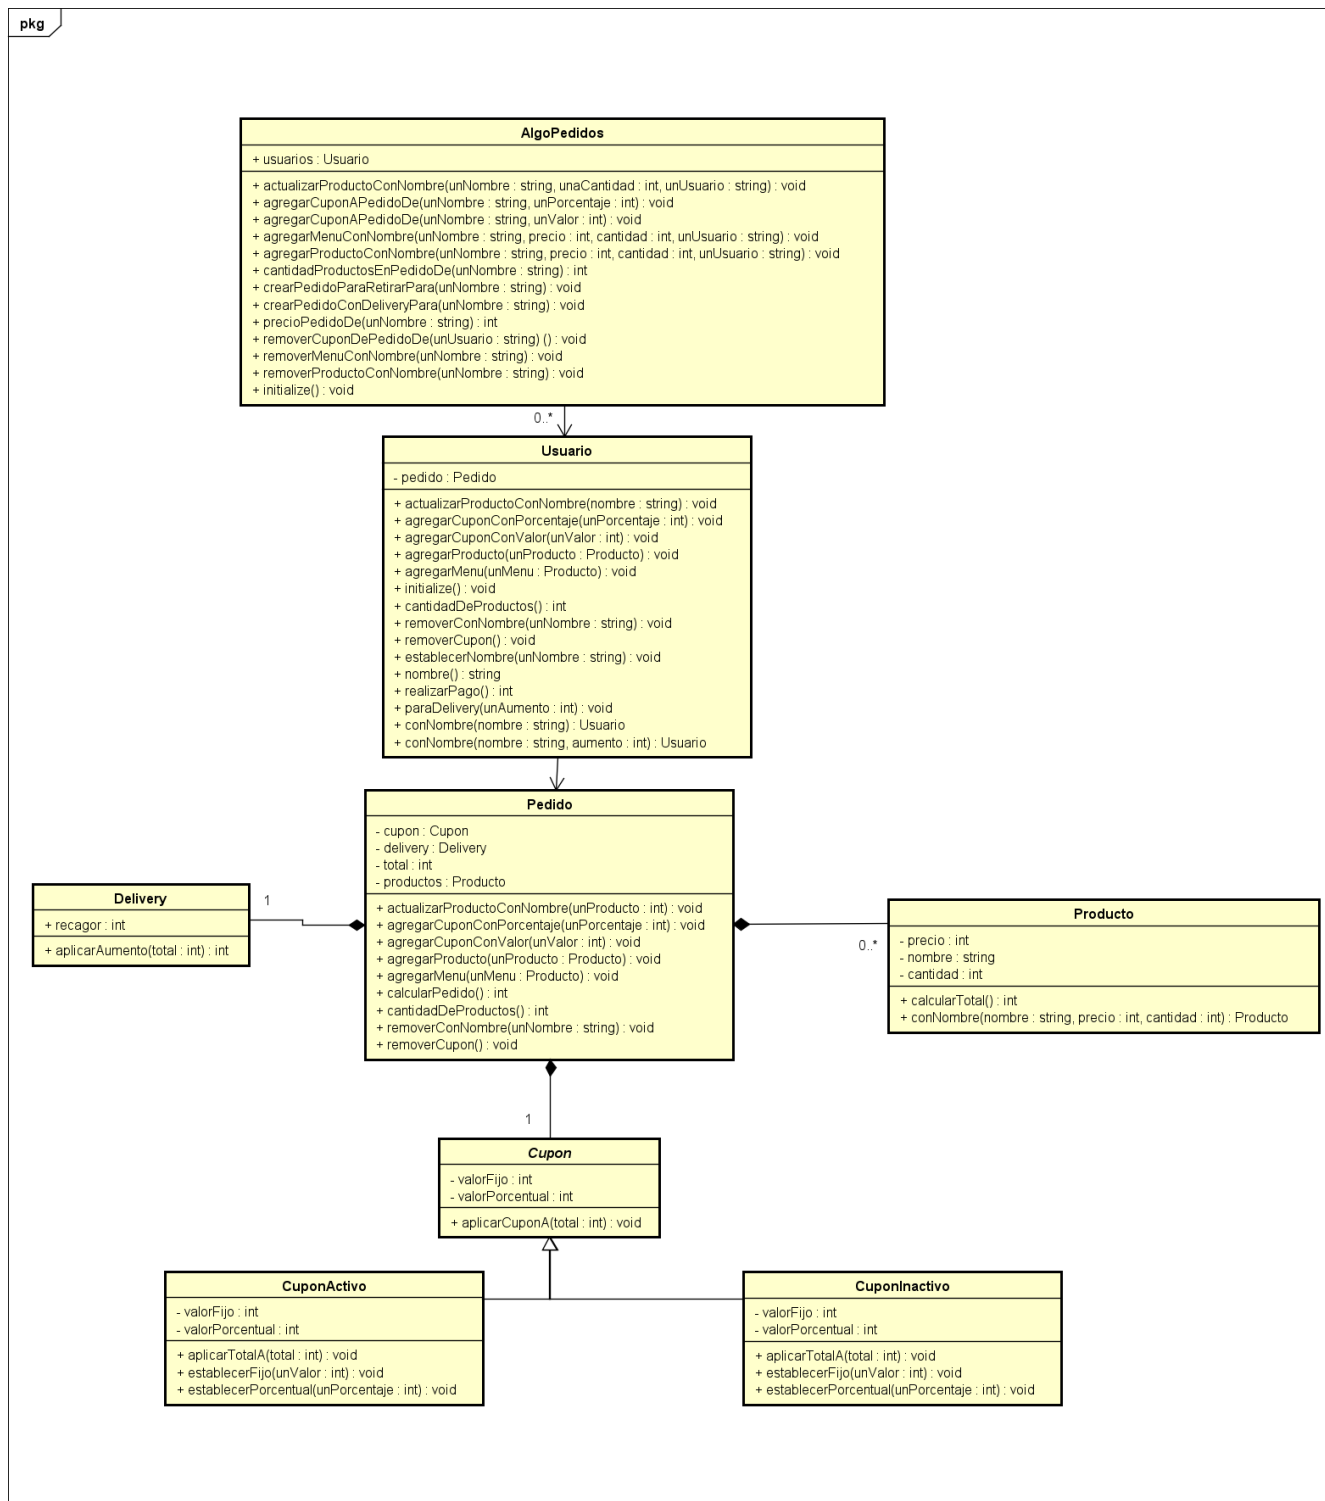 pkg
AlgoPedidos
+ usuarios : Usuario
+ actualizarProductoConNombre(unNombre : string, unaCantidad : int, unUsuario : string) : void
+ agregarCuponAPedidoDe(unNombre : string, unPorcentaje : int) : void
+ agregarCuponAPedidoDe(unNombre : string, unValor : int) : void
+ agregarMenuConNombre(unNombre : string, precio : int, cantidad : int, unUsuario : string) : void
+ agregarProductoConNombre(unNombre : string, precio : int, cantidad : int, unUsuario : string) : void
+ cantidadProductosEnPedidoDe(unNombre : string) : int
+ crearPedidoParaRetirarPara(unNombre : string) : void
+ crearPedidoConDeliveryPara(unNombre : string) : void
+ precioPedidoDe(unNombre : string) : int
+ removerCuponDePedidoDe(unUsuario : string) () : void
+ removerMenuConNombre(unNombre : string) : void
+ removerProductoConNombre(unNombre : string) : void
+ initialize() : void
0..*
Usuario
- pedido : Pedido
+ actualizarProductoConNombre(nombre : string) : void
+ agregarCuponConPorcentaje(unPorcentaje : int) : void
+ agregarCuponConValor(unValor : int) : void
+ agregarProducto(unProducto : Producto) : void
+ agregarMenu(unMenu : Producto) : void
+ initialize() : void
+ cantidadDeProductos() : int
+ removerConNombre(unNombre : string) : void
+ removerCupon() : void
+ establecerNombre(unNombre : string) : void
+ nombre() : string
+ realizarPago() : int
+ paraDelivery(unAumento : int) : void
+ conNombre(nombre : string) : Usuario
+ conNombre(nombre : string, aumento : int) : Usuario
Pedido
- cupon : Cupon
- delivery : Delivery
- total : int
- productos : Producto
+ actualizarProductoConNombre(unProducto : int) : void
+ agregarCuponConPorcentaje(unPorcentaje : int) : void
+ agregarCuponConValor(unValor : int) : void
+ agregarProducto(unProducto : Producto) : void
+ agregarMenu(unMenu : Producto) : void
+ calcularPedido() : int
+ cantidadDeProductos() : int
+ removerConNombre(unNombre : string) : void
+ removerCupon() : void
Delivery
+ recagor : int
+ aplicarAumento(total : int) : int
1
Producto
- precio : int
- nombre : string
- cantidad : int
+ calcularTotal() : int
+ conNombre(nombre : string, precio : int, cantidad : int) : Producto
0..*
1
Cupon
- valorFijo : int
- valorPorcentual : int
+ aplicarCuponA(total : int) : void
CuponActivo
- valorFijo : int
- valorPorcentual : int
+ aplicarTotalA(total : int) : void
+ establecerFijo(unValor : int) : void
+ establecerPorcentual(unPorcentaje : int) : void
CuponInactivo
- valorFijo : int
- valorPorcentual : int
+ aplicarTotalA(total : int) : void
+ establecerFijo(unValor : int) : void
+ establecerPorcentual(unPorcentaje : int) : void